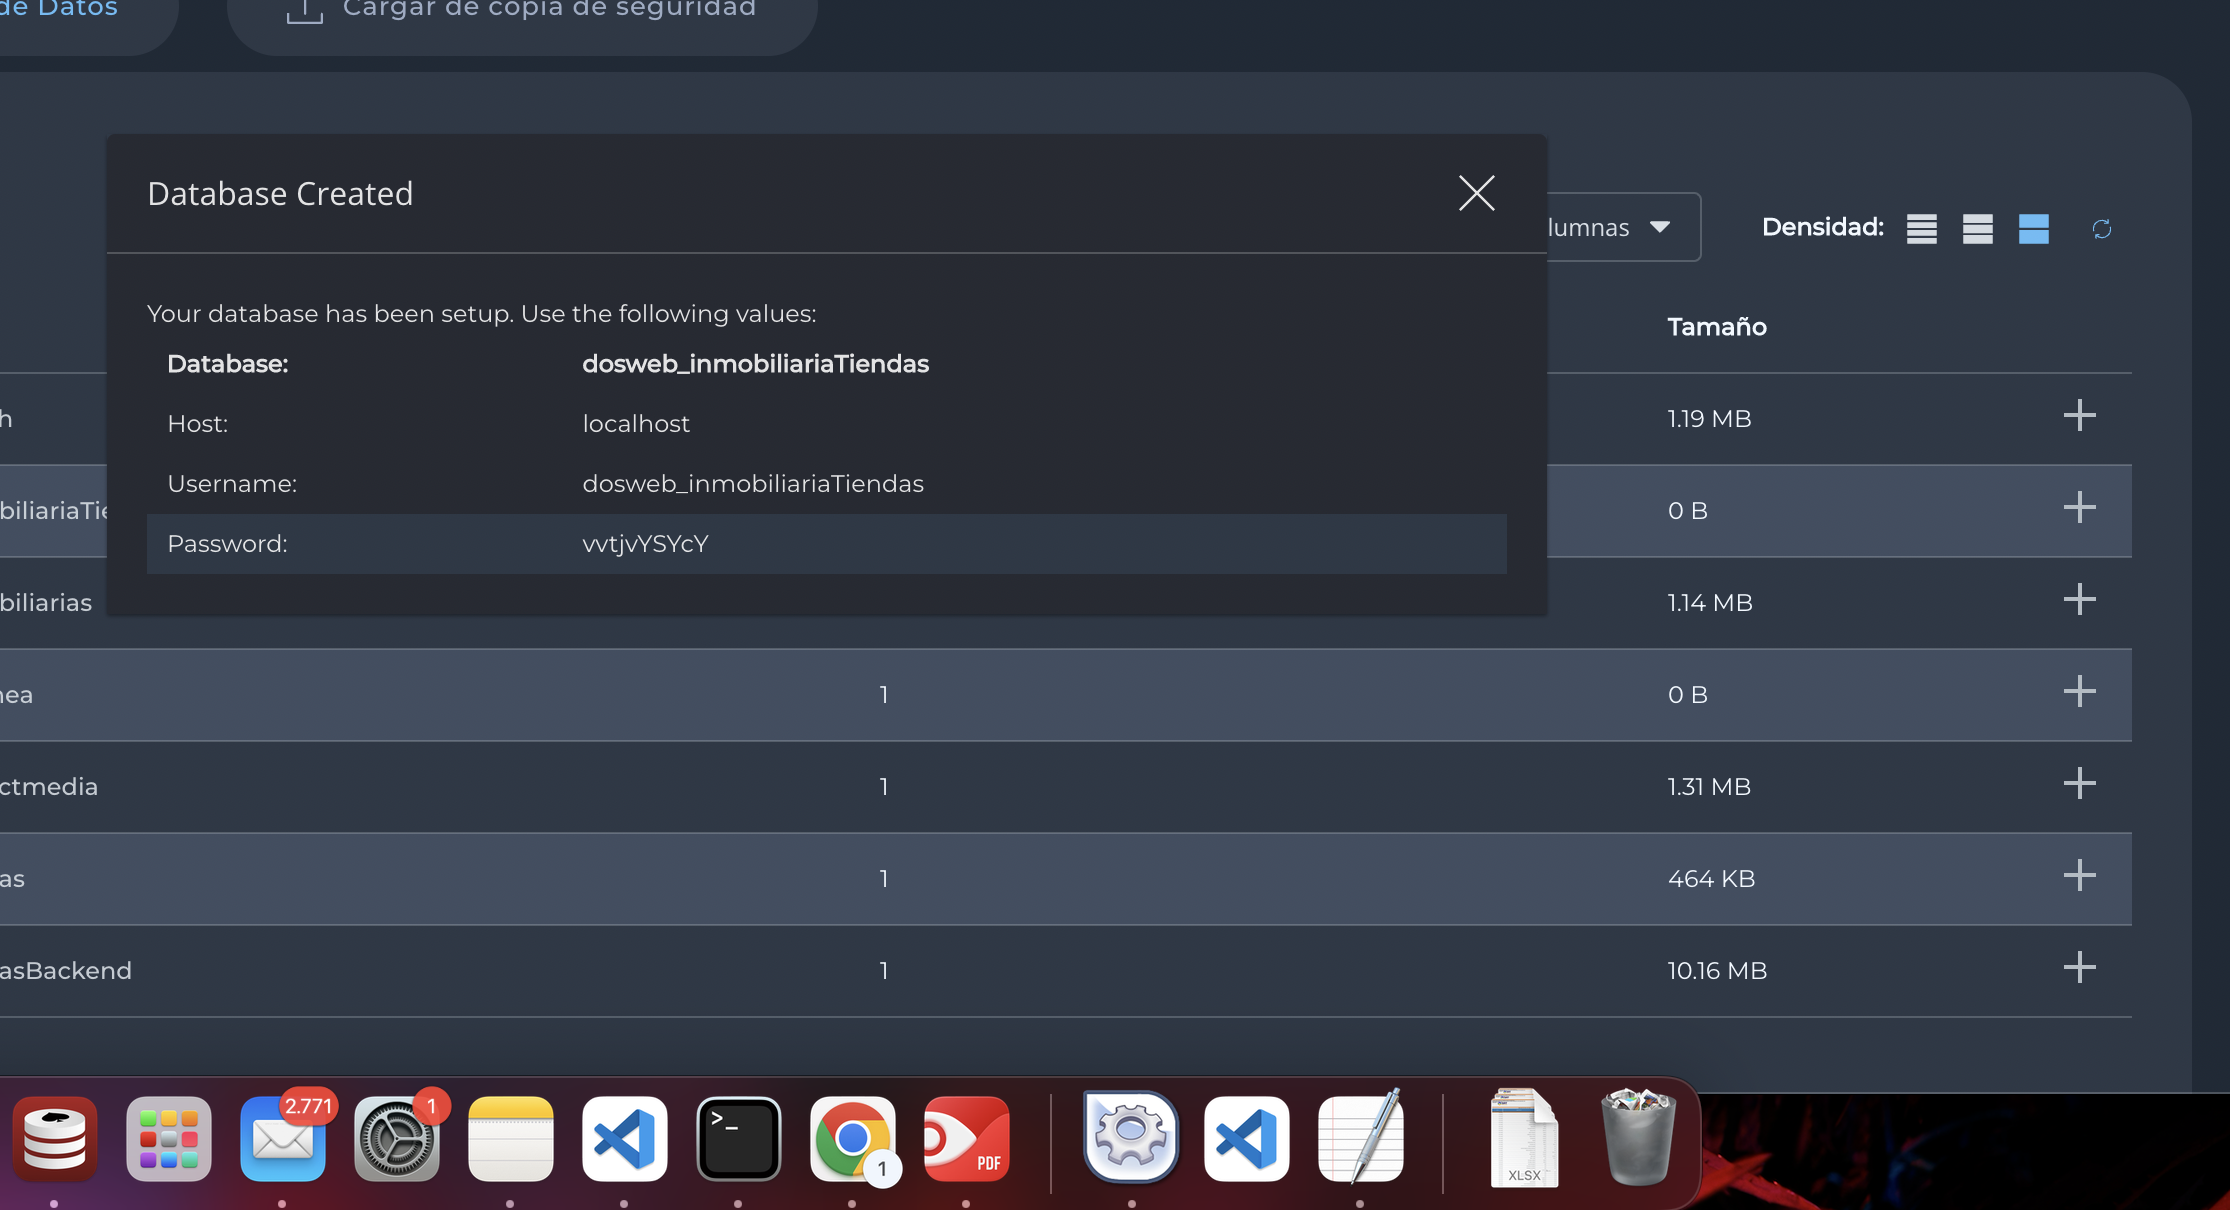 de Datos
Cargar de copia de seguridad
Database Created
lumnas
Densidad:
Your database has been setup. Use the following values:
Tamaño
Database: dosweb_inmobiliariaTiendas
h
Host: localhost
1.19 MB
Username: dosweb_inmobiliariaTiendas
biliariaTie
0 B
Password: vvtjvYSYcY
biliarias
1.14 MB
nea 1 0 B
ctmedia 1 1.31 MB
as 1 464 KB
asBackend 1 10.16 MB
2.771
1
>_
1
PDF
XLSX